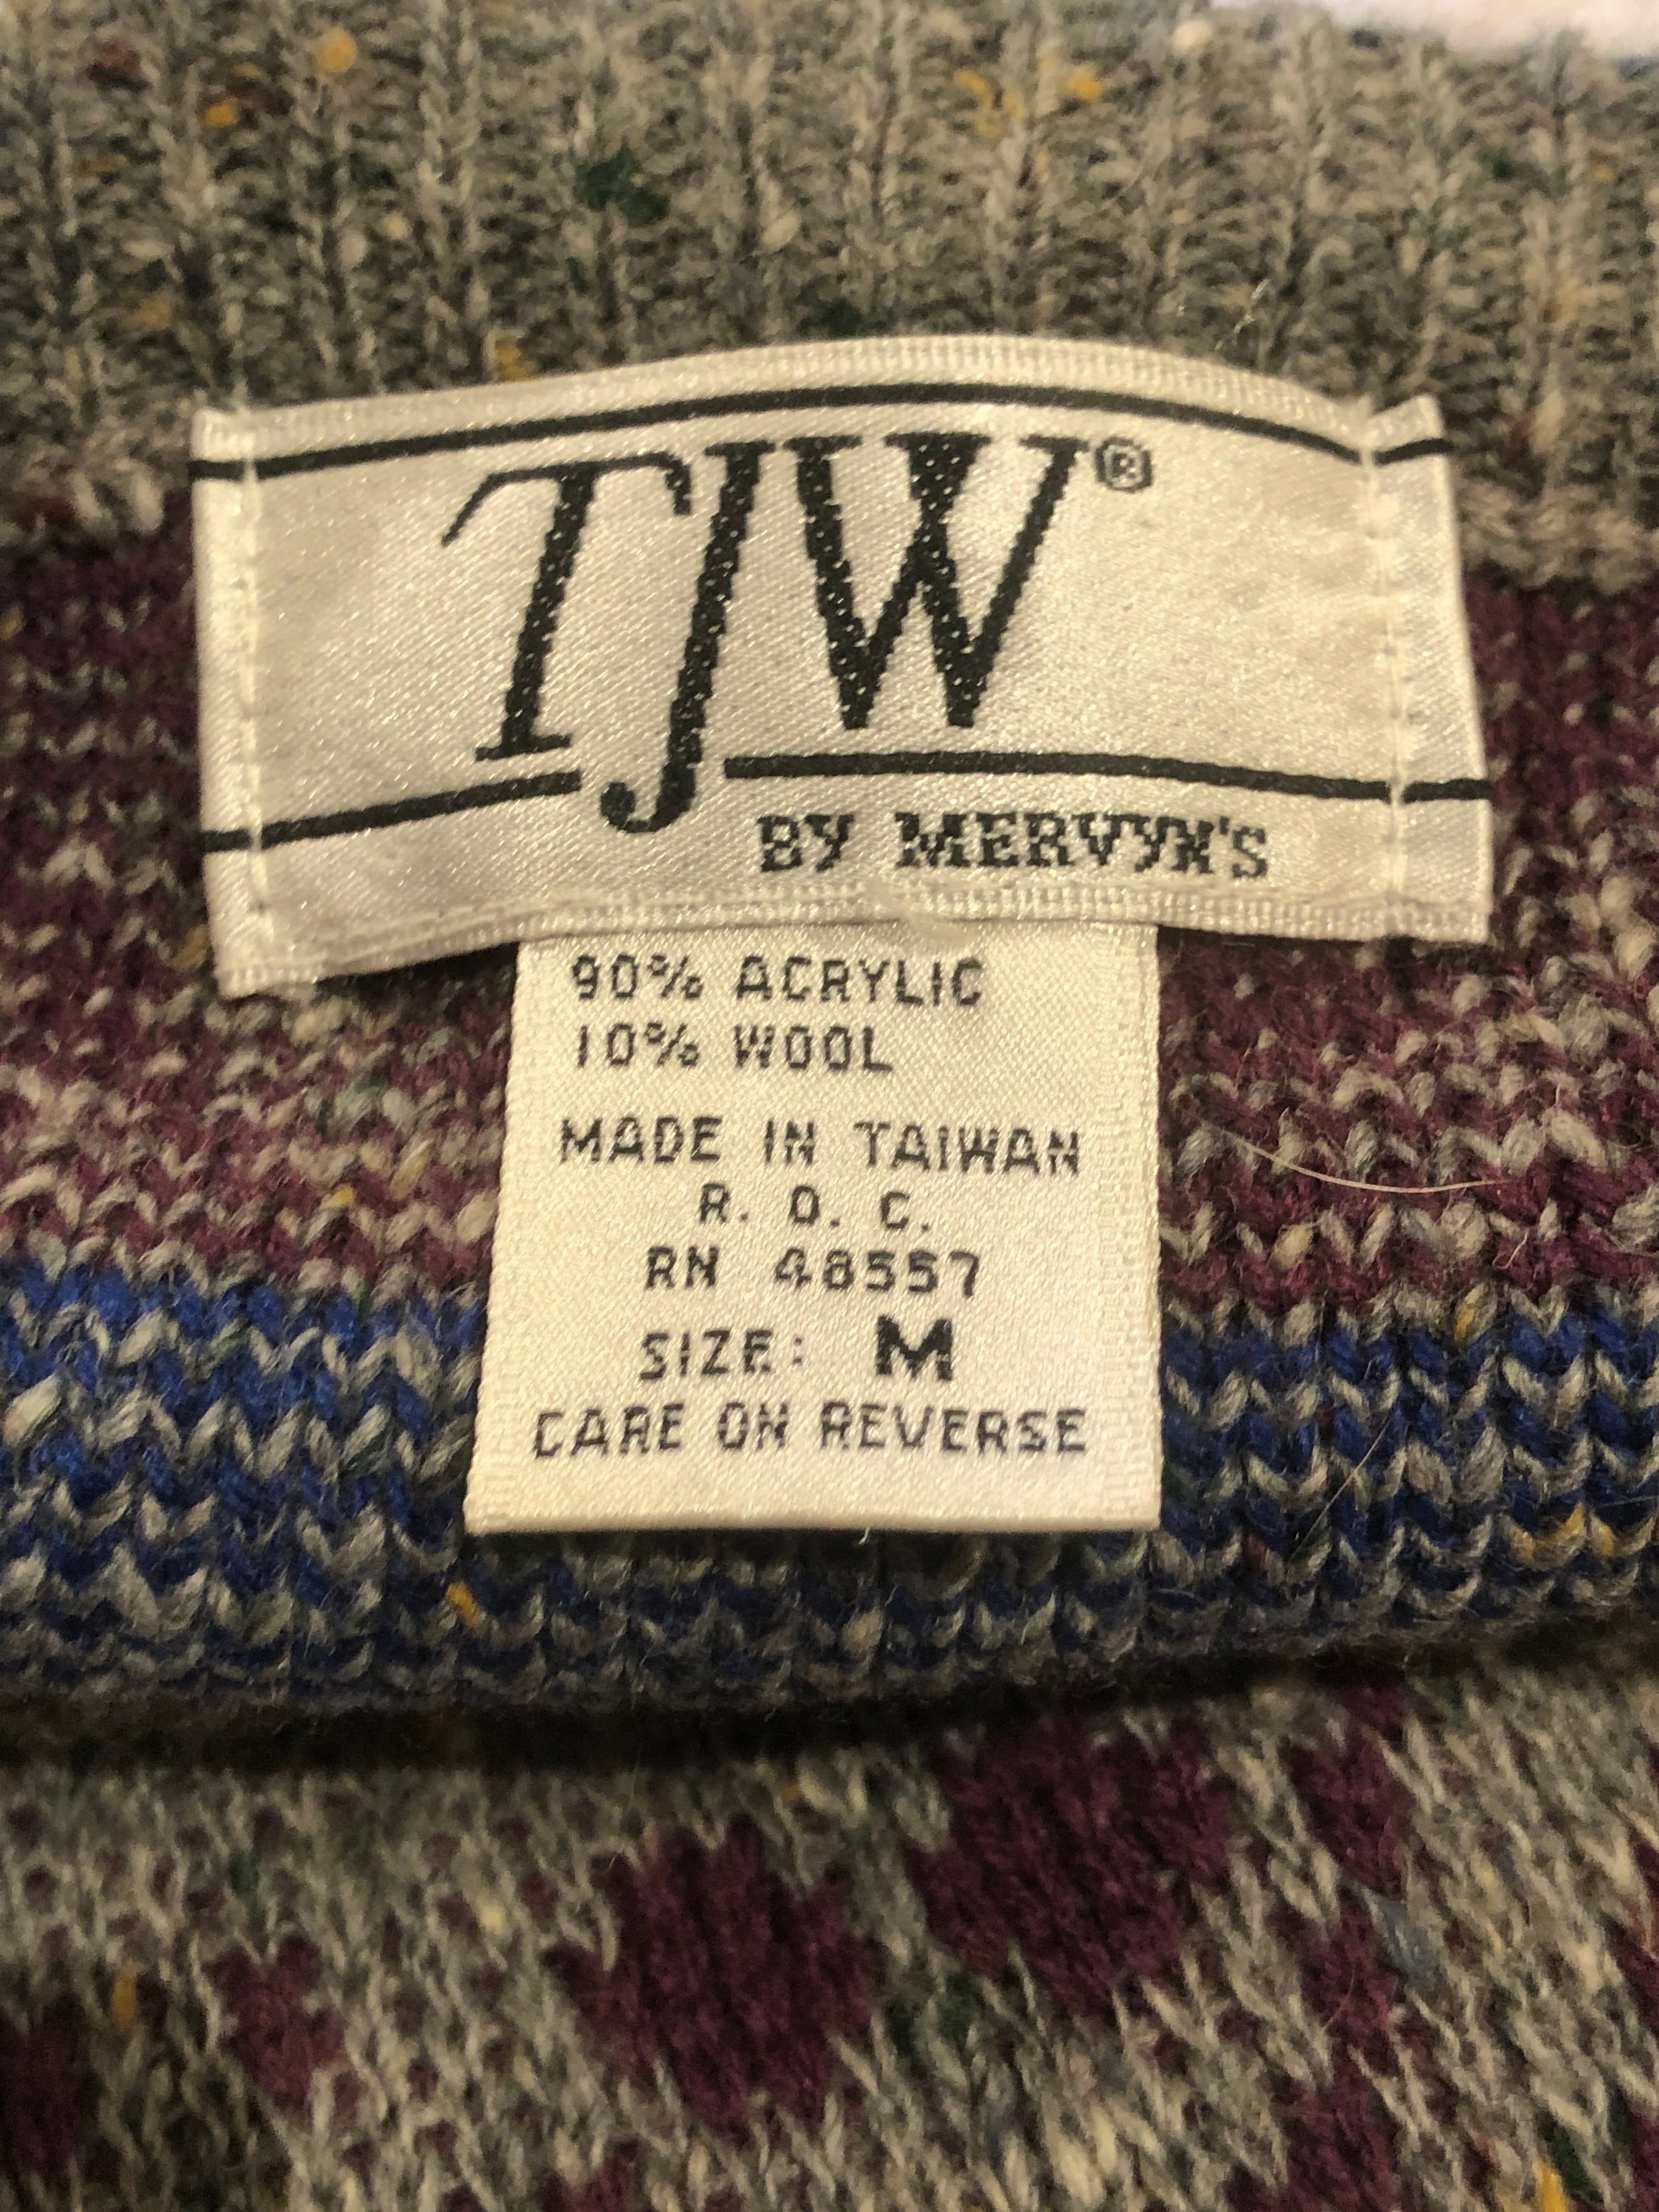 TJW®
BY MERVYN'S
90% ACRYLIC
10% WOOL
MADE IN TAIWAN
R. O. C.
RN 48557
SIZE: M
CARE ON REVERSE